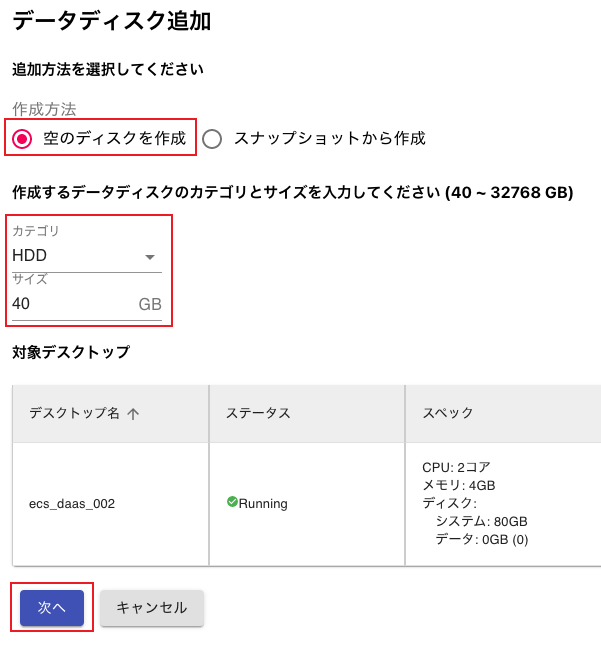 データディスク追加
追加方法を選択してください
作成方法
空のディスクを作成 スナップショットから作成
作成するデータディスクのカテゴリとサイズを入力してください (40 ~ 32768 GB)
カテゴリ
HDD
サイズ
40 GB
対象デスクトップ
デスクトップ名 ↑ ステータス スペック
CPU: 2コア
メモリ: 4GB
ecs_daas_002 Running ディスク:
システム: 80GB
データ: 0GB (0)
次へ キャンセル